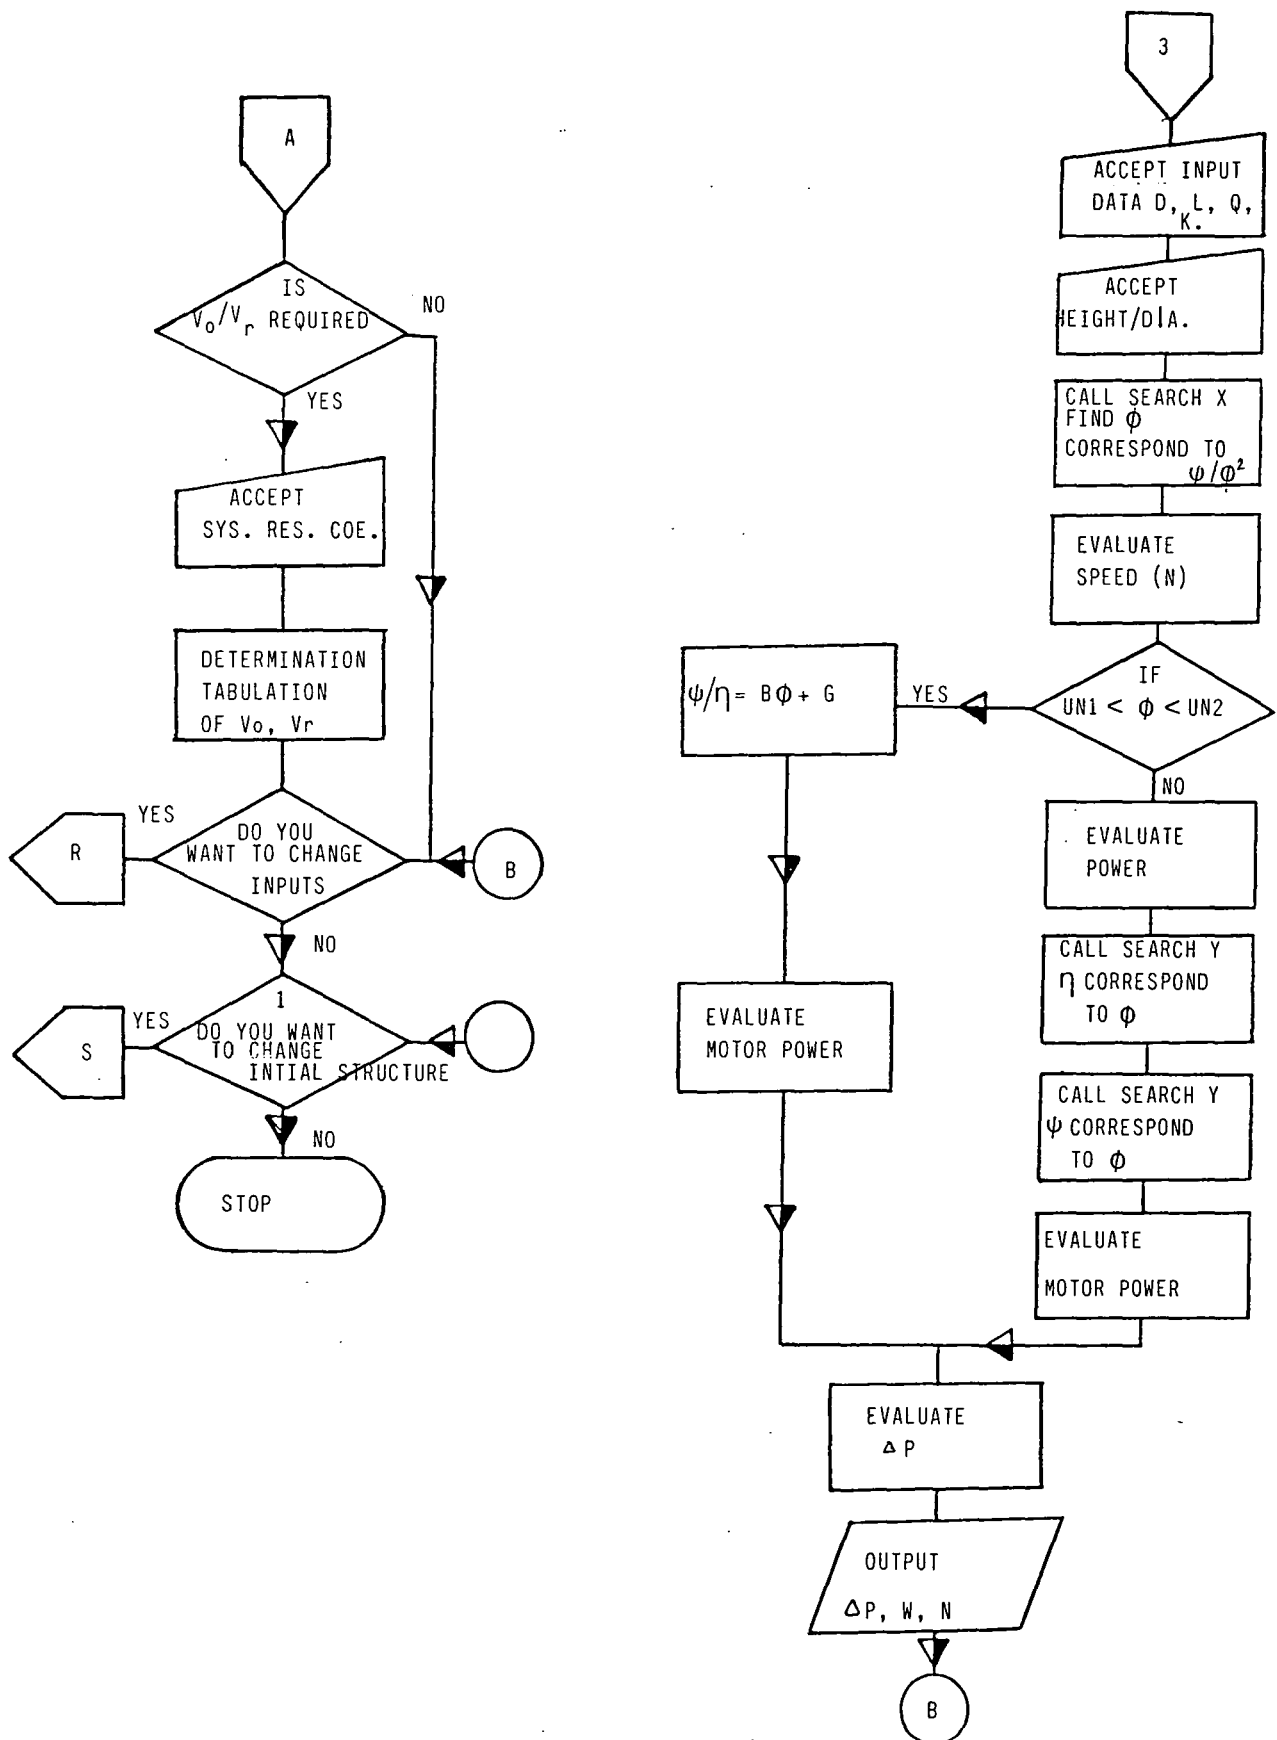 A
IS
Vo/Vr REQUIRED
NO
YES
ACCEPT
SYS. RES. COE.
DETERMINATION
TABULATION
OF Vo, Vr
YES
R
DO YOU
WANT TO CHANGE
INPUTS
B
NO
1
YES
S
DO YOU WANT
TO CHANGE
INTIAL STRUCTURE
NO
STOP
3
ACCEPT INPUT
DATA D, L, Q,
K.
ACCEPT
HEIGHT/DIA.
CALL SEARCH X
FIND ϕ
CORRESPOND TO
ψ/ϕ²
EVALUATE
SPEED (N)
IF
UN1 < ϕ < UN2
YES
ψ/η = Bϕ + G
NO
EVALUATE
POWER
CALL SEARCH Y
η CORRESPOND
TO ϕ
EVALUATE
MOTOR POWER
CALL SEARCH Y
ψ CORRESPOND
TO ϕ
EVALUATE
MOTOR POWER
EVALUATE
Δ P
OUTPUT
ΔP, W, N
B